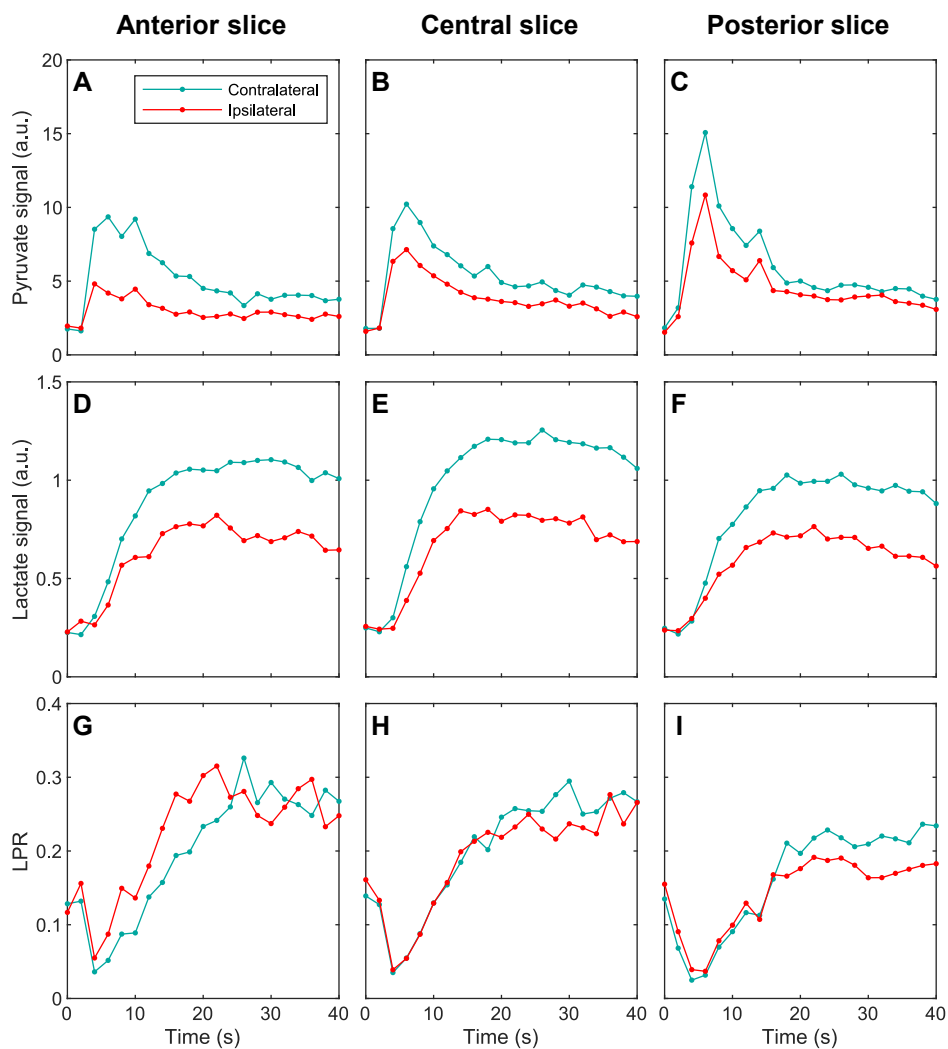 Anterior slice Central slice Posterior slice
A B C
Contralateral
Ipsilateral
Pyruvate signal (a.u.)
20
15
10
5
0
D E F
Lactate signal (a.u.)
1.5
1
0.5
0
G H I
LPR
0.4
0.3
0.2
0.1
0
0 10 20 30 40 0 10 20 30 40 0 10 20 30 40
Time (s) Time (s) Time (s)